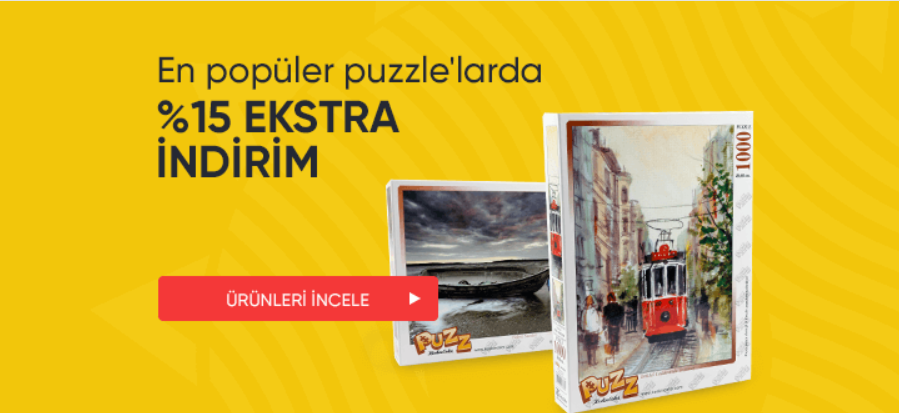 En popüler puzzle'larda
%15 EKSTRA
İNDİRİM
ÜRÜNLERİ İNCELE
PUZZ
1000
PUZZ